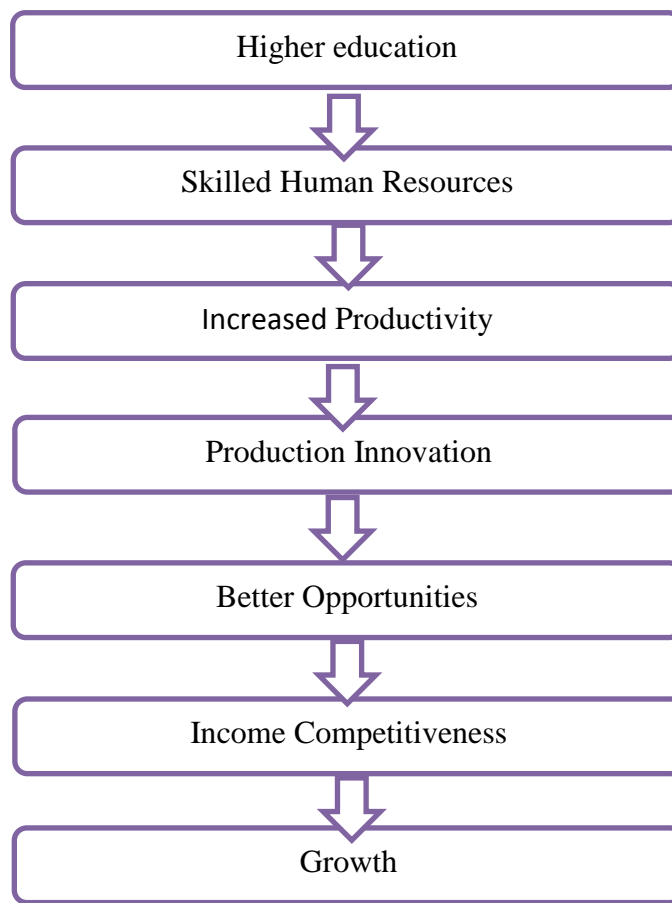 Higher education
Skilled Human Resources
Increased Productivity
Production Innovation
Better Opportunities
Income Competitiveness
Growth